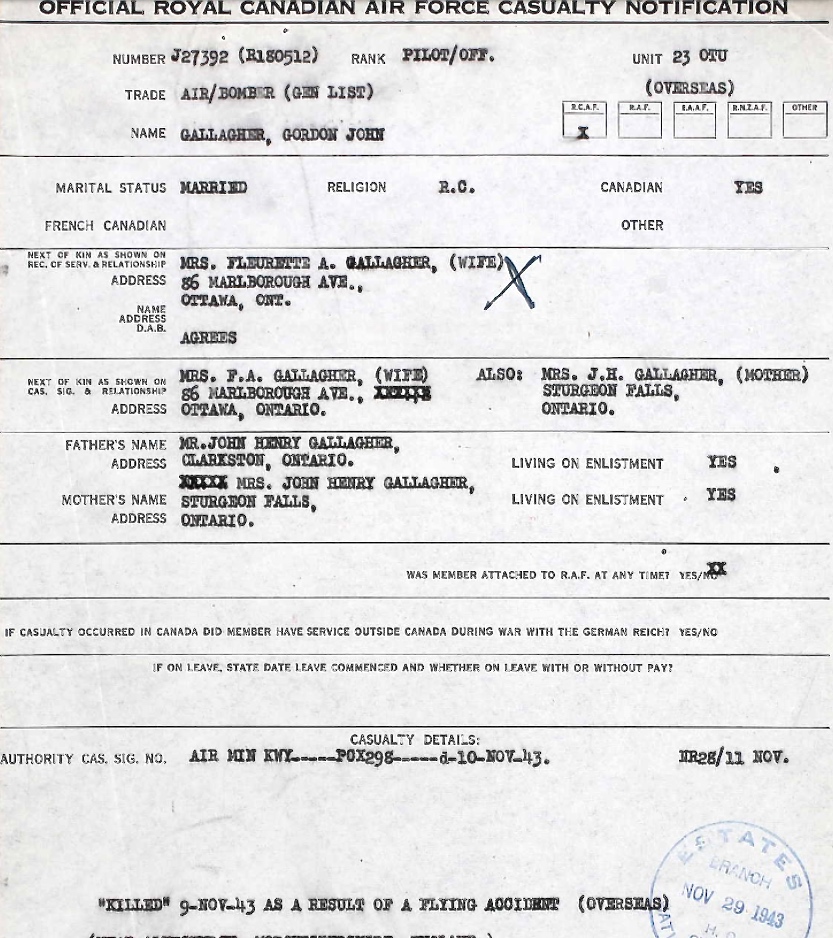 OFFICIAL ROYAL CANADIAN AIR FORCE CASUALTY NOTIFICATION
NUMBER J27392 (R180512) RANK PILOT/OFF. UNIT 23 OTU
TRADE AIR/BOMBER (GEN LIST) (OVERSEAS)
R.C.A.F. R.A.F. R.A.A.F. R.N.Z.A.F. OTHER
NAME GALLAGHER, GORDON JOHN X
MARITAL STATUS MARRIED RELIGION R.C. CANADIAN YES
FRENCH CANADIAN OTHER
NEXT OF KIN AS SHOWN ON
REC. OF SERV. & RELATIONSHIP MRS. FLEURETTE A. GALLAGHER, (WIFE)
ADDRESS 86 MARLBOROUGH AVE.,
OTTAWA, ONT.
NAME
ADDRESS
D.A.B. AGREES
NEXT OF KIN AS SHOWN ON
CAS. SIG. & RELATIONSHIP
MRS. F.A. GALLAGHER, (WIFE) ALSO: MRS. J.H. GALLAGHER, (MOTHER)
86 MARLBOROUGH AVE., STURGEON FALLS,
ADDRESS OTTAWA, ONTARIO. ONTARIO.
FATHER'S NAME MR.JOHN HENRY GALLAGHER,
ADDRESS CLARKSTON, ONTARIO. LIVING ON ENLISTMENT YES
XXXXX MRS. JOHN HENRY GALLAGHER,
MOTHER'S NAME STURGEON FALLS, LIVING ON ENLISTMENT YES
ADDRESS ONTARIO.
WAS MEMBER ATTACHED TO R.A.F. AT ANY TIME? YES/NO
IF CASUALTY OCCURRED IN CANADA DID MEMBER HAVE SERVICE OUTSIDE CANADA DURING WAR WITH THE GERMAN REICH? YES/NO
IF ON LEAVE, STATE DATE LEAVE COMMENCED AND WHETHER ON LEAVE WITH OR WITHOUT PAY?
CASUALTY DETAILS:
AUTHORITY CAS. SIG. NO. AIR MIN KWY-----POX298-----d-10-NOV-43. NR28/11 NOV.
ESTATES
BRANCH
NOV 29 1943
"KILLED" 9-NOV-43 AS A RESULT OF A FLYING ACCIDENT (OVERSEAS)